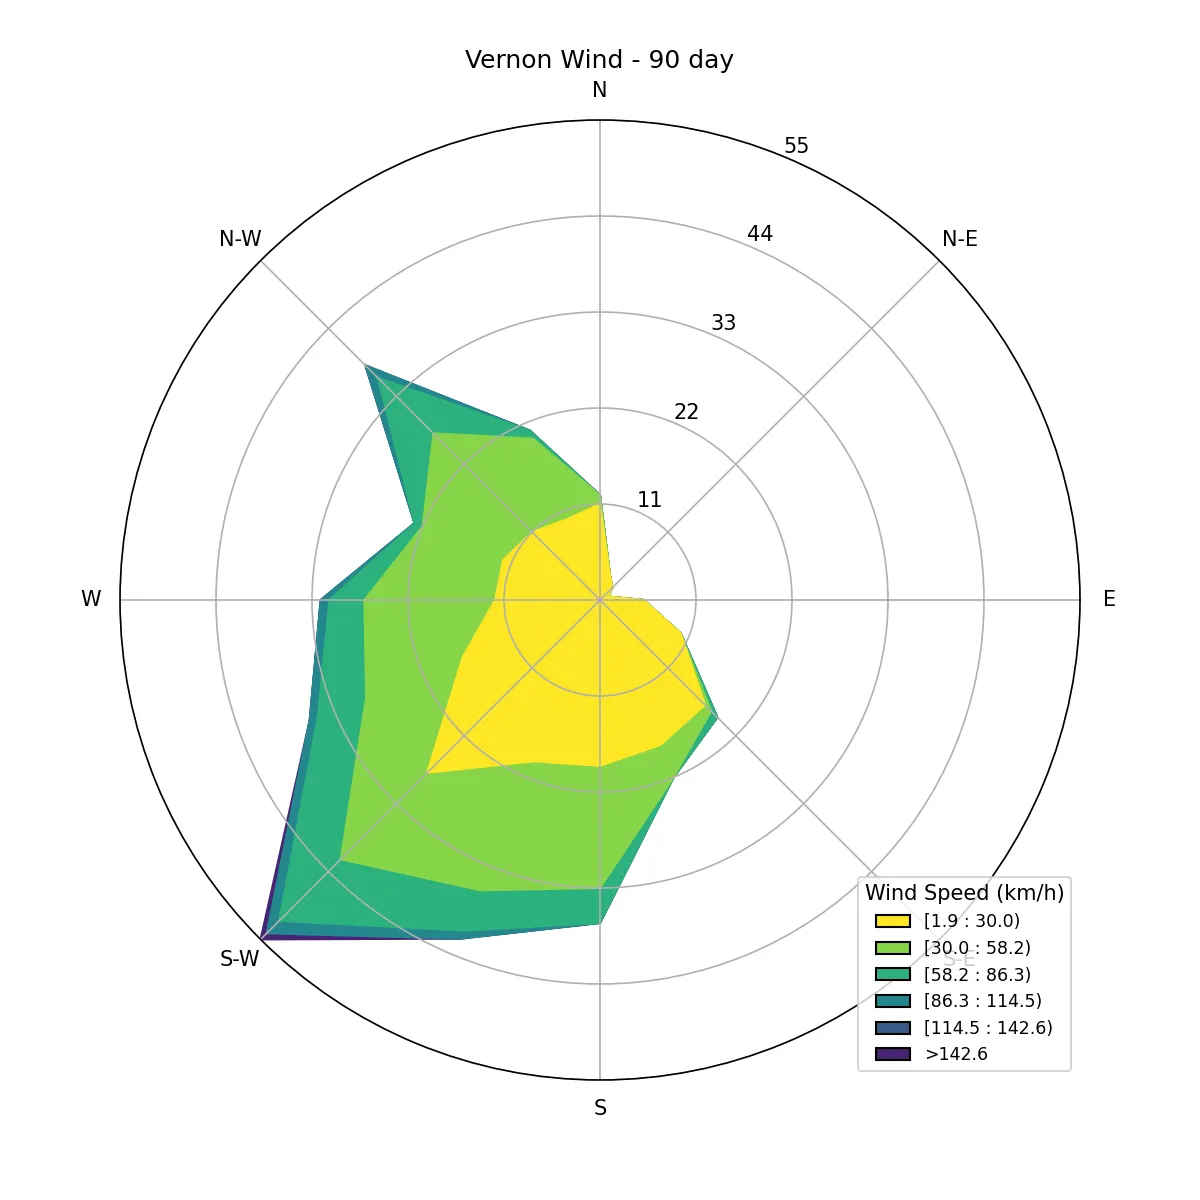 Vernon Wind - 90 day
N
55
N-W
44
N-E
33
22
11
W
E
Wind Speed (km/h)
[1.9 : 30.0)
[30.0 : 58.2)
S-W
S-E
[58.2 : 86.3)
[86.3 : 114.5)
[114.5 : 142.6)
>142.6
S